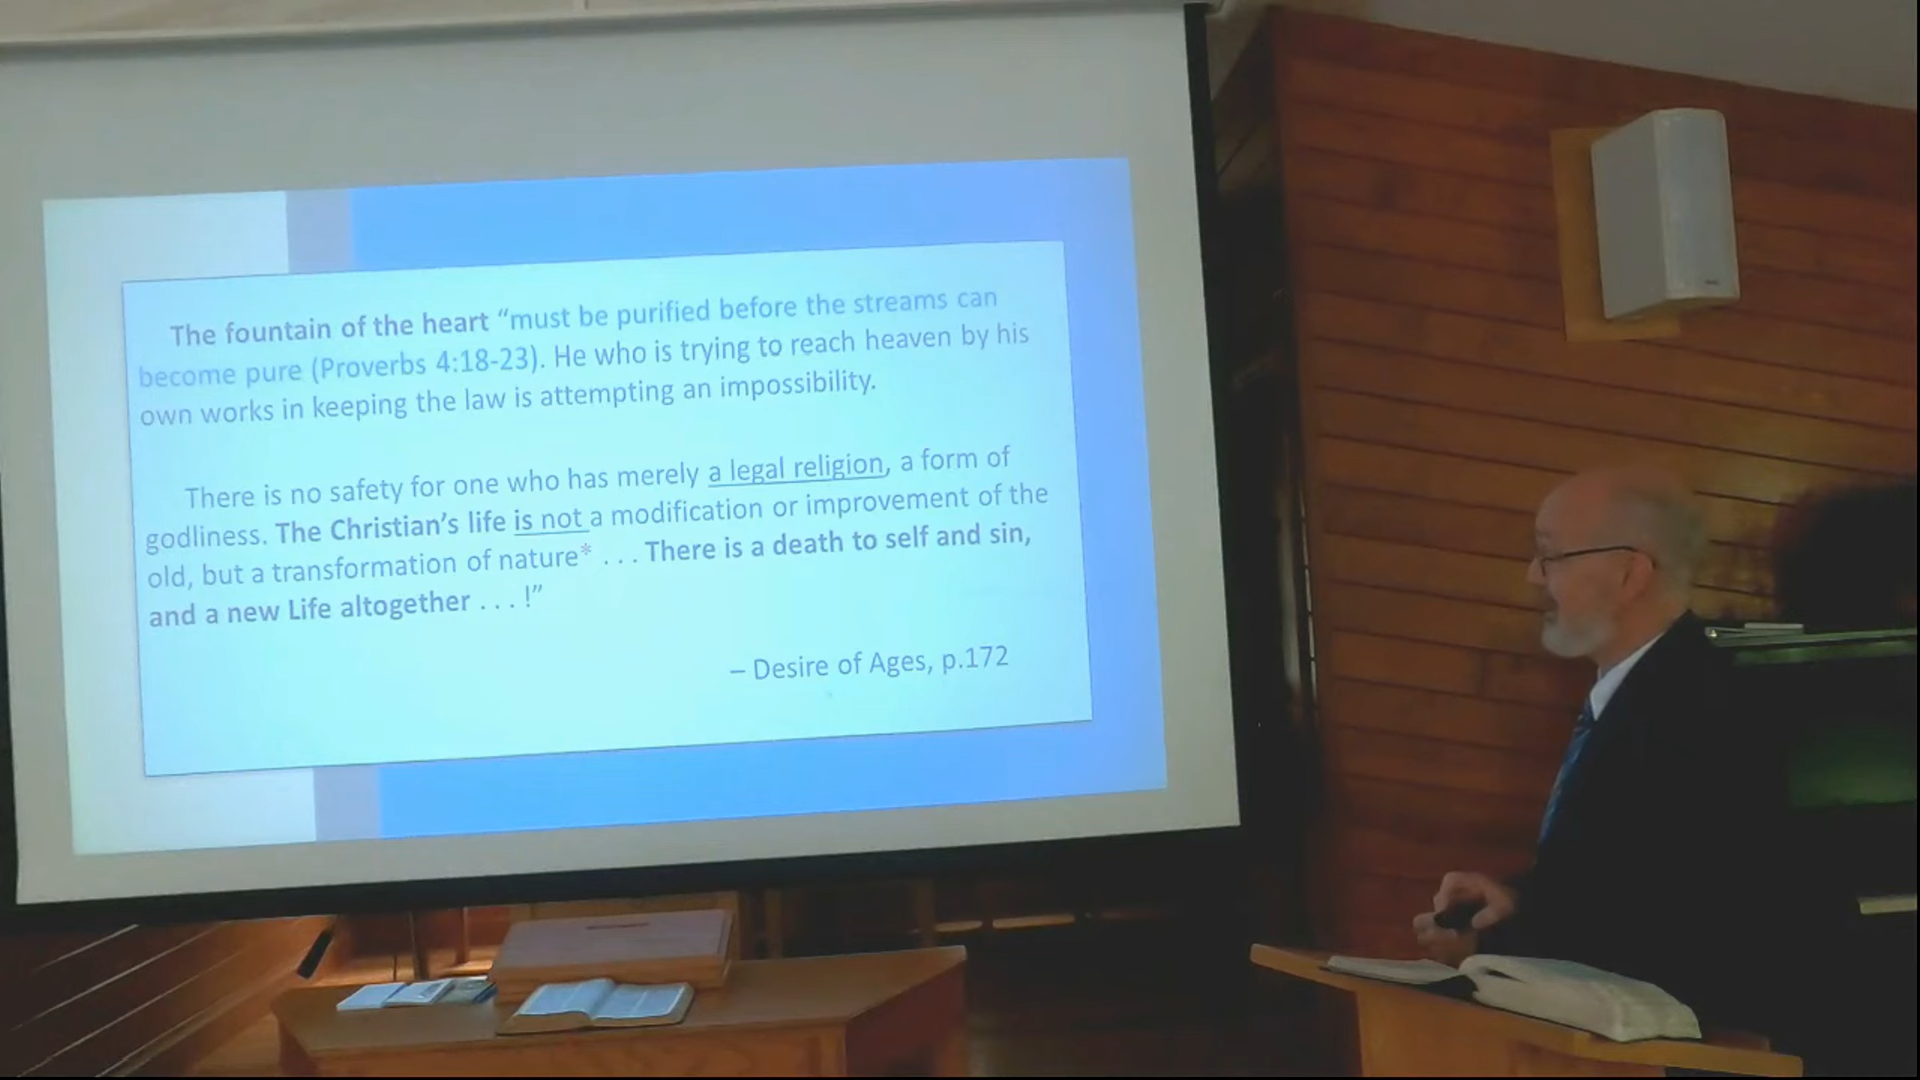 The fountain of the heart “must be purified before the streams can
become pure (Proverbs 4:18-23). He who is trying to reach heaven by his
own works in keeping the law is attempting an impossibility.
There is no safety for one who has merely a legal religion, a form of
godliness. The Christian’s life is not a modification or improvement of the
old, but a transformation of nature* . . . There is a death to self and sin,
and a new Life altogether . . . !”
– Desire of Ages, p.172